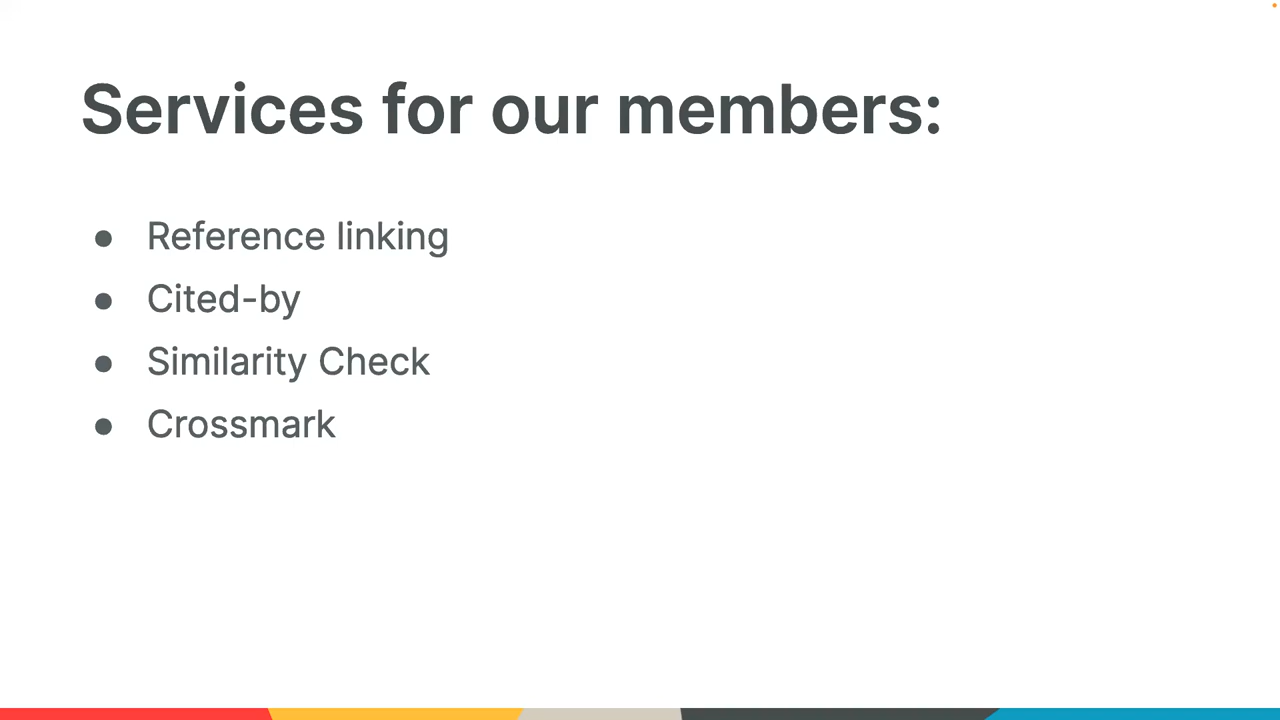 Services for our members:
● Reference linking
● Cited-by
● Similarity Check
● Crossmark